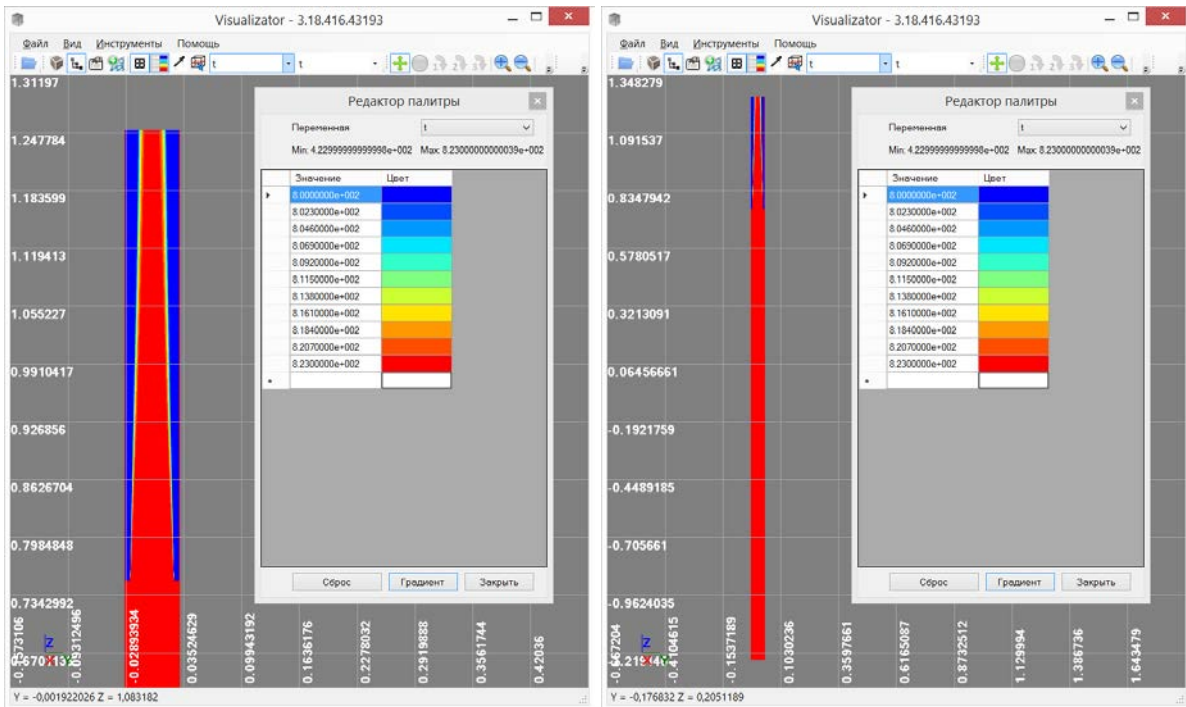 Visualizator - 3.18.416.43193
Файл Вид Инструменты Помощь
t t
1.31197
1.247784
1.183599
1.119413
1.055227
0.9910417
0.926856
0.8626704
0.7984848
0.7342992
-0.02893934
0.03524629
0.09943192
0.1636176
0.2278032
0.2919888
0.3561744
0.42036
Z
Редактор палитры
Переменная t
Min: 4.22999999999998e+002 Max: 8.23000000000039e+002
Значение Цвет
8.0000000e+002
8.0230000e+002
8.0460000e+002
8.0690000e+002
8.0920000e+002
8.1150000e+002
8.1380000e+002
8.1610000e+002
8.1840000e+002
8.2070000e+002
8.2300000e+002
Сброс Градиент Закрыть
Y = -0,001922026 Z = 1,083182
Visualizator - 3.18.416.43193
Файл Вид Инструменты Помощь
t t
1.348279
1.091537
0.8347942
0.5780517
0.3213091
0.06456661
-0.1921759
-0.4489185
-0.705661
-0.9624035
-0.4104615
-0.1537189
0.1030236
0.3597661
0.6165087
0.8732512
1.129994
1.386736
1.643479
Z
Редактор палитры
Переменная t
Min: 4.22999999999998e+002 Max: 8.23000000000039e+002
Значение Цвет
8.0000000e+002
8.0230000e+002
8.0460000e+002
8.0690000e+002
8.0920000e+002
8.1150000e+002
8.1380000e+002
8.1610000e+002
8.1840000e+002
8.2070000e+002
8.2300000e+002
Сброс Градиент Закрыть
Y = -0,176832 Z = 0,2051189